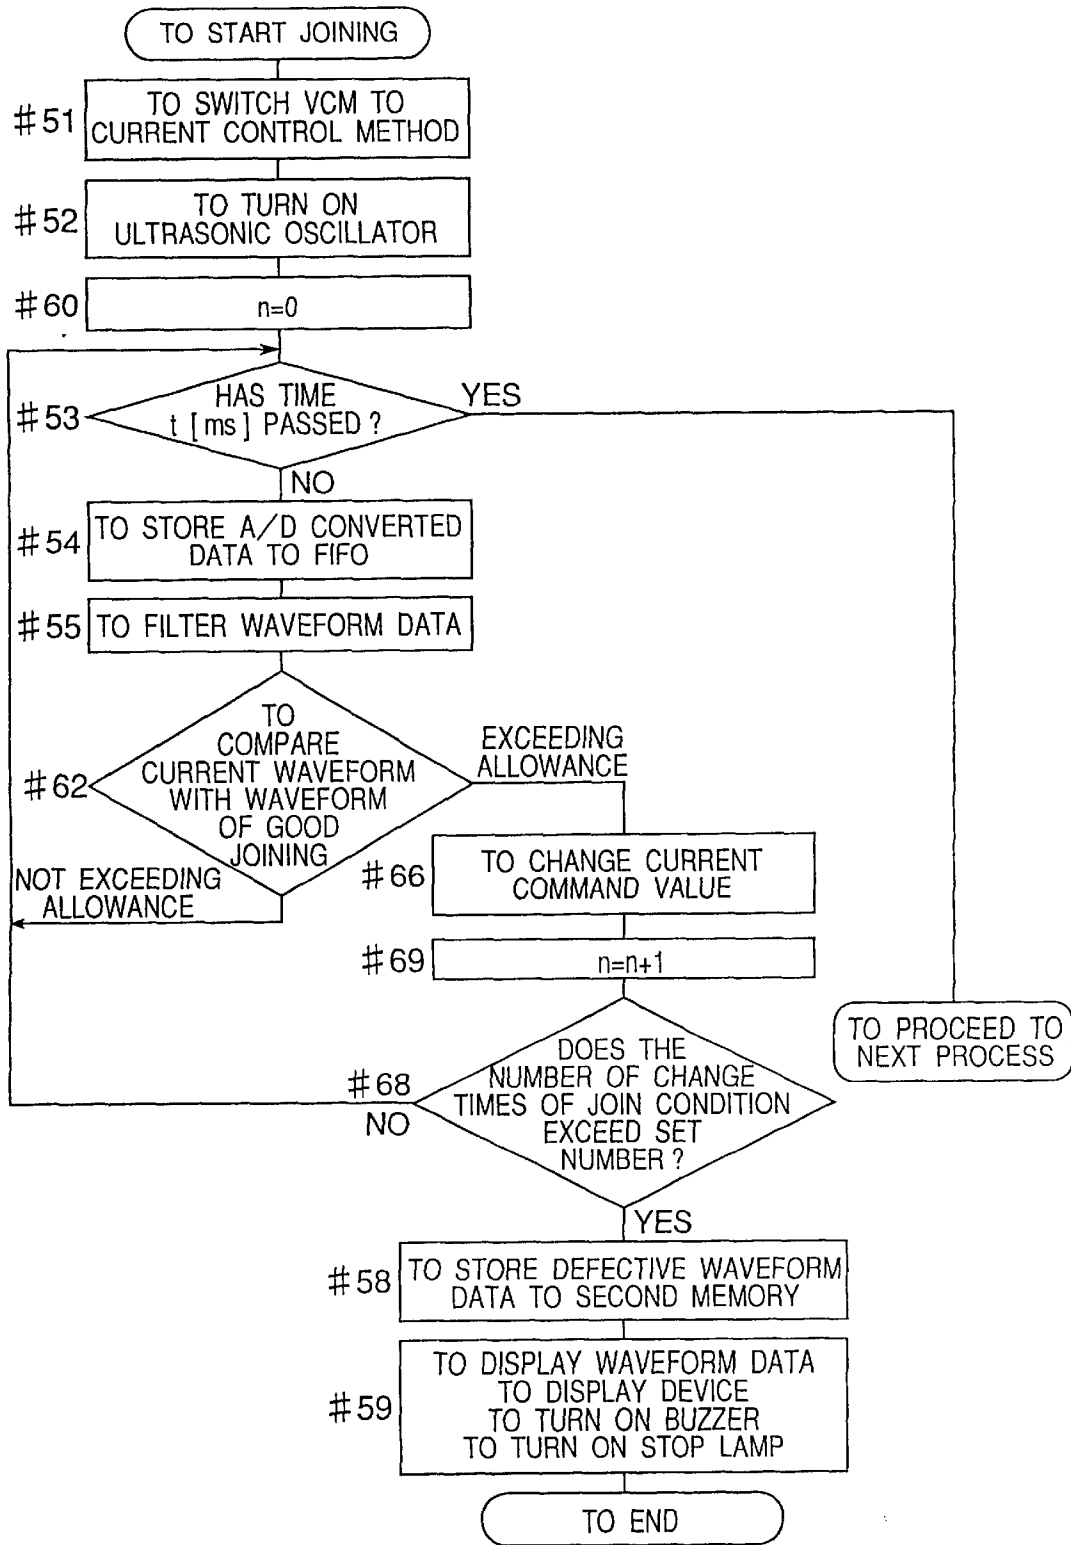 TO START JOINING
#51
TO SWITCH VCM TO
CURRENT CONTROL METHOD
#52
TO TURN ON
ULTRASONIC OSCILLATOR
#60
n=0
#53
HAS TIME
t [ms] PASSED?
YES
NO
#54
TO STORE A/D CONVERTED
DATA TO FIFO
#55
TO FILTER WAVEFORM DATA
#62
TO
COMPARE
CURRENT WAVEFORM
WITH WAVEFORM
OF GOOD
JOINING
EXCEEDING
ALLOWANCE
NOT EXCEEDING
ALLOWANCE
#66
TO CHANGE CURRENT
COMMAND VALUE
#69
n=n+1
TO PROCEED TO
NEXT PROCESS
#68
DOES THE
NUMBER OF CHANGE
TIMES OF JOIN CONDITION
EXCEED SET
NUMBER?
NO
YES
#58
TO STORE DEFECTIVE WAVEFORM
DATA TO SECOND MEMORY
#59
TO DISPLAY WAVEFORM DATA
TO DISPLAY DEVICE
TO TURN ON BUZZER
TO TURN ON STOP LAMP
TO END